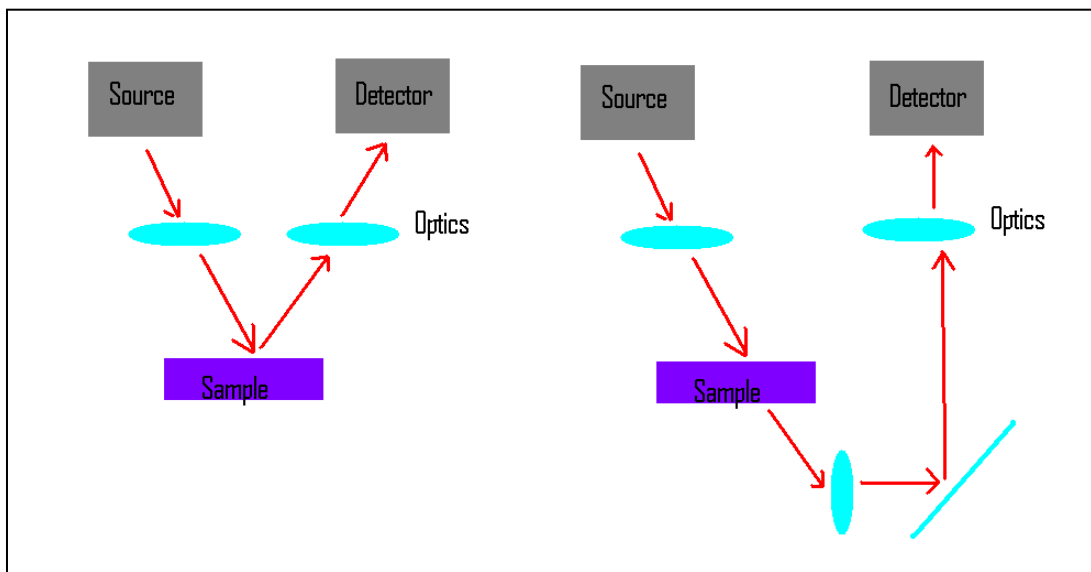 Source
Detector
Optics
Sample
Source
Detector
Optics
Sample